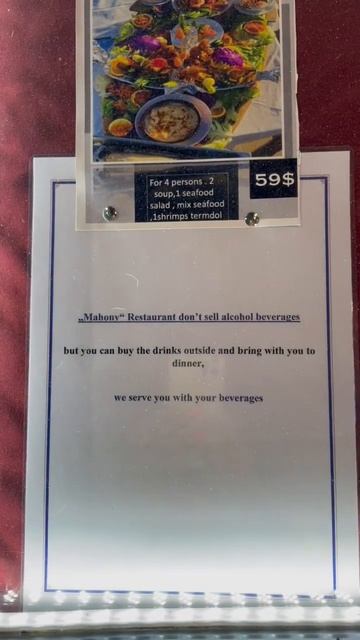 For 4 persons . 2
soup,1 seafood
salad , mix seafood
,1shrimps termdol
59$
„Mahony“ Restaurant don't sell alcohol beverages
but you can buy the drinks outside and bring with you to
dinner,
we serve you with your beverages